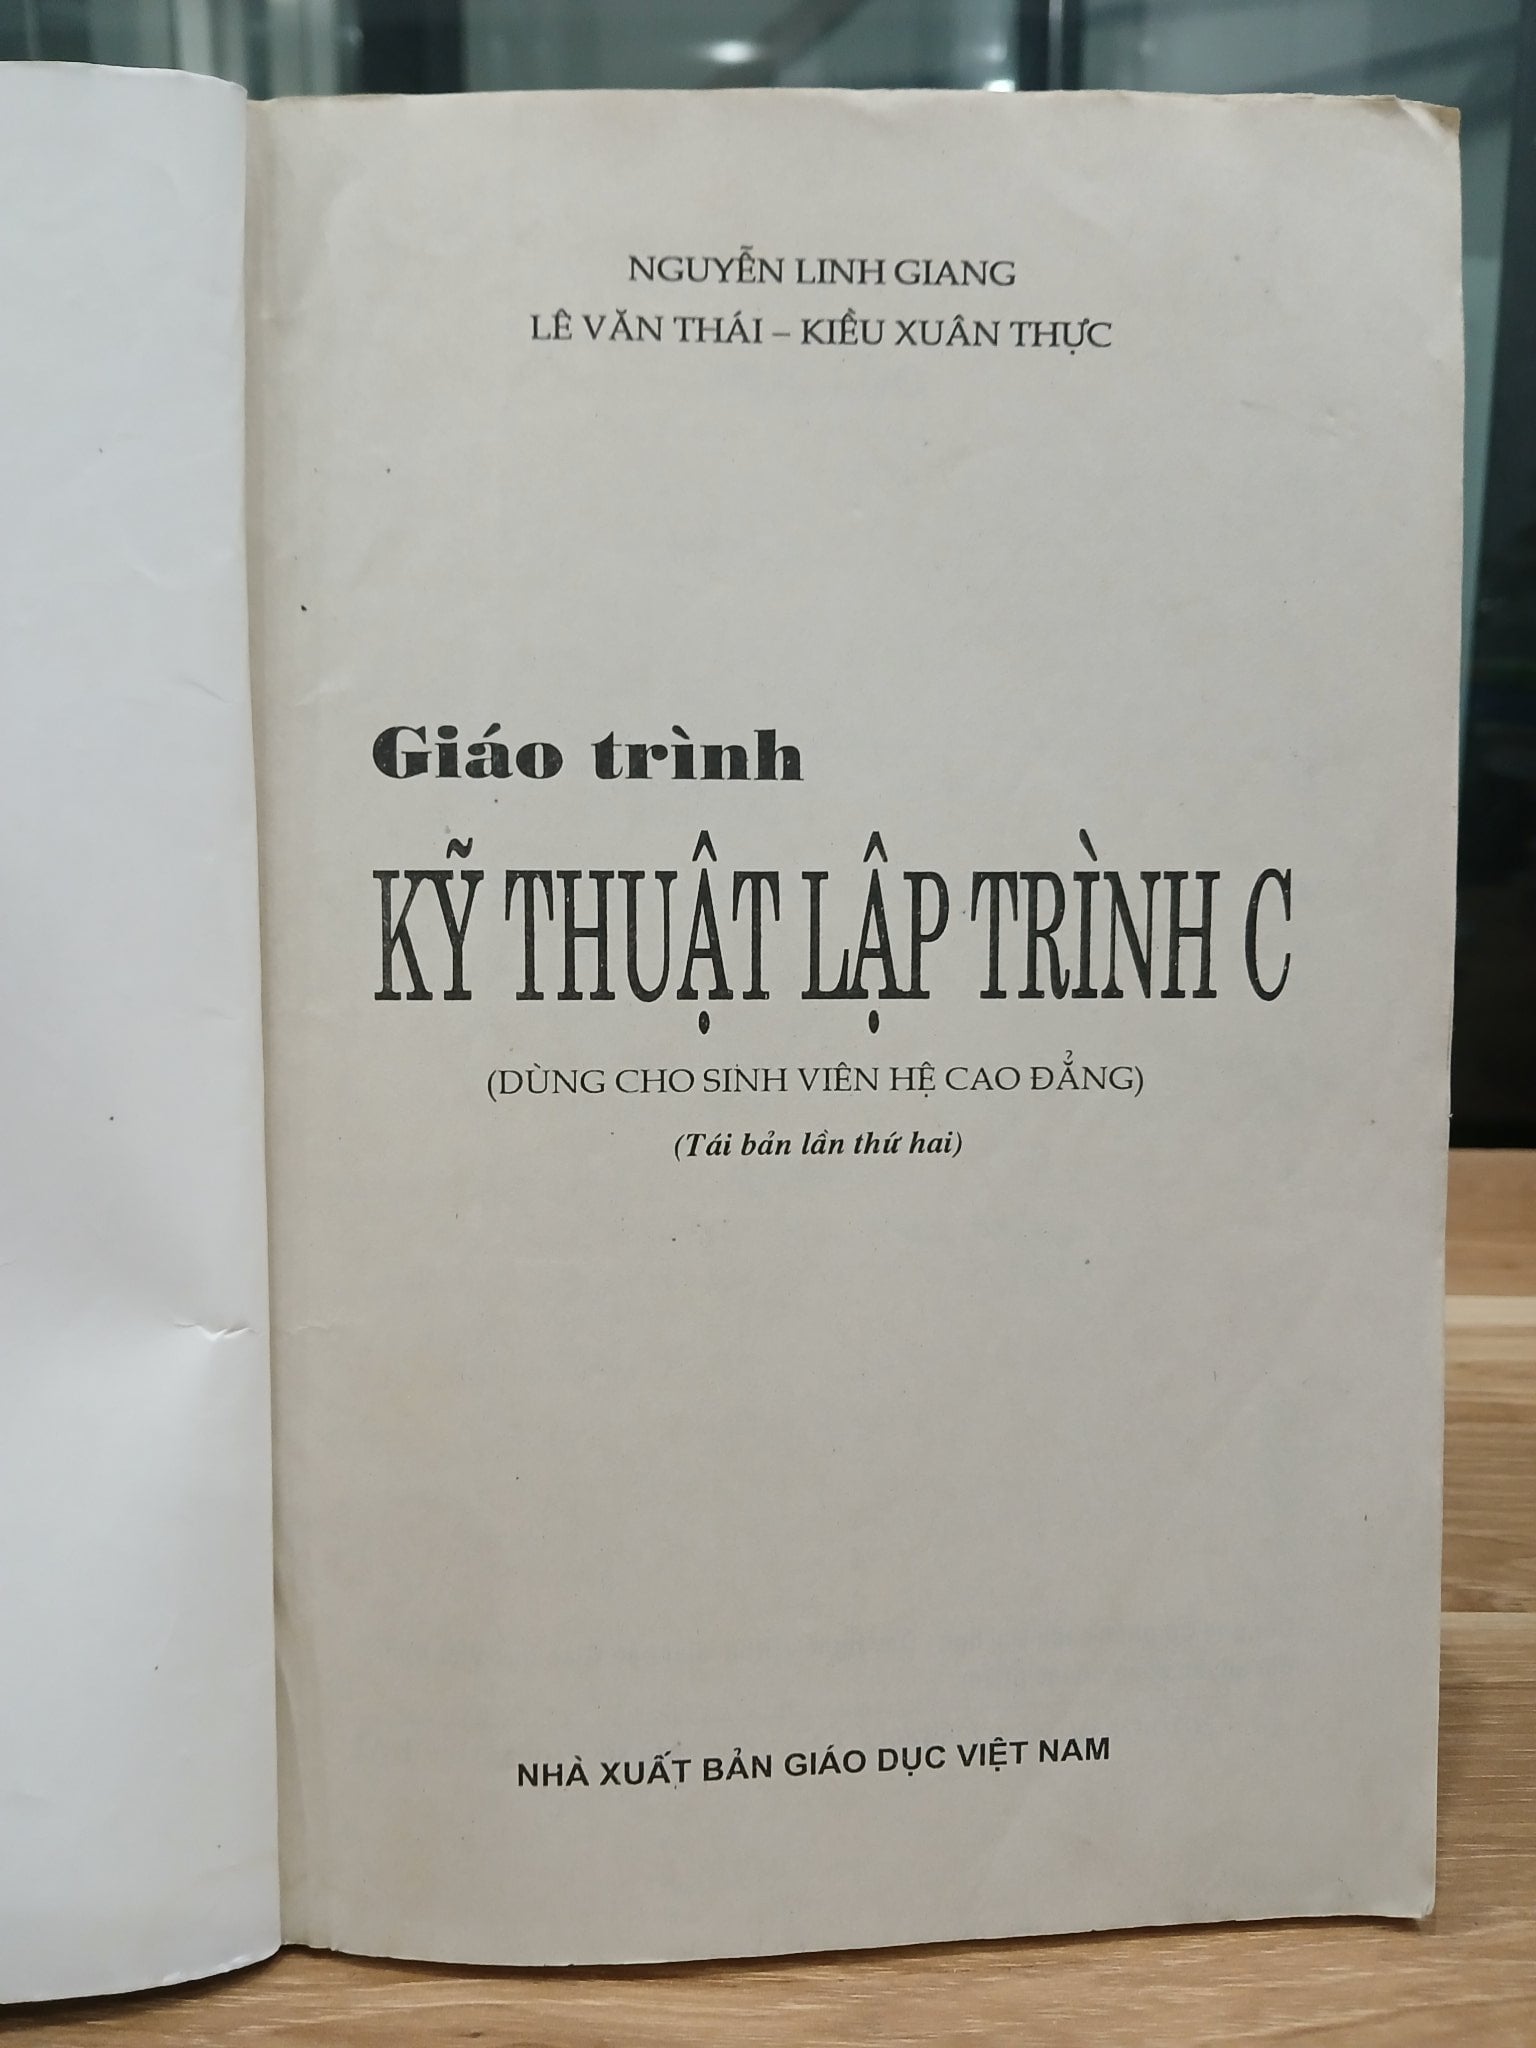 NGUYỄN LINH GIANG
LÊ VĂN THÁI – KIỀU XUÂN THỰC
Giáo trình
KỸ THUẬT LẬP TRÌNH C
(DÙNG CHO SINH VIÊN HỆ CAO ĐẲNG)
(Tái bản lần thứ hai)
NHÀ XUẤT BẢN GIÁO DỤC VIỆT NAM